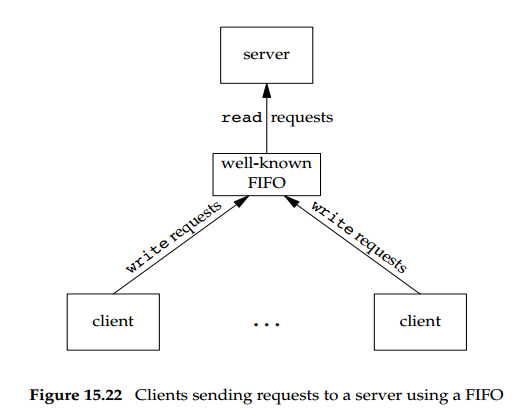 server
read requests
well-known
FIFO
write requests
write requests
client
...
client
Figure 15.22 Clients sending requests to a server using a FIFO